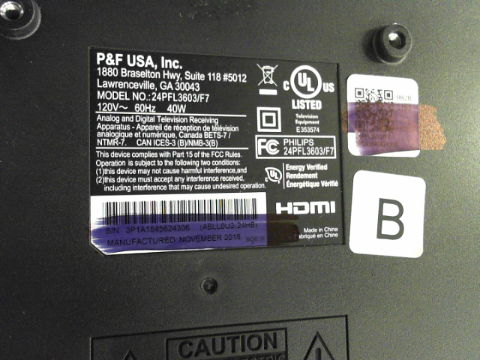 P&F USA, Inc.
1880 Braselton Hwy, Suite 118 #5012
Lawrenceville, GA 30043
MODEL NO.:24PFL3603/F7
120V~ 60Hz 40W
Analog and Digital Television Receiving
Apparatus - Appareil de réception de télévision
analogique et numérique, Canada BETS-7 /
NTMR-7. CAN ICES-3 (B)/NMB-3(B)
This device complies with Part 15 of the FCC Rules.
Operation is subject to the following two conditions:
(1)this device may not cause harmful interference,and
(2)this device must accept any interference received,
including interference that may cause undesired operation.
S/N: 3P1A1845624306
MANUFACTURED: NOVEMBER 2018
c UL US
LISTED
Television
Equipment
E353574
FC PHILIPS
24PFL3603/F7
Energy Verified
Rendement
Énergétique Vérifié
HDMI
Made in China
Fabriqué en Chine
B
CAUTION